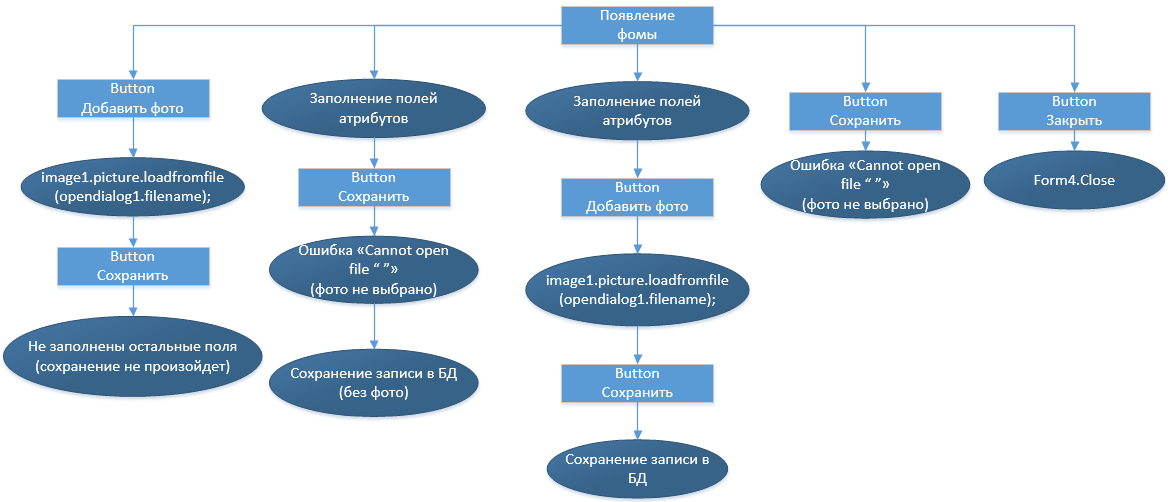 Появление
фомы
Button
Добавить фото
image1.picture.loadfromfile
(opendialog1.filename);
Button
Сохранить
Не заполнены остальные поля
(сохранение не произойдет)
Заполнение полей
атрибутов
Button
Сохранить
Ошибка «Cannot open
file “ ”»
(фото не выбрано)
Сохранение записи в БД
(без фото)
Заполнение полей
атрибутов
Button
Добавить фото
image1.picture.loadfromfile
(opendialog1.filename);
Button
Сохранить
Сохранение записи в
БД
Button
Сохранить
Ошибка «Cannot open
file “ ”»
(фото не выбрано)
Button
Закрыть
Form4.Close